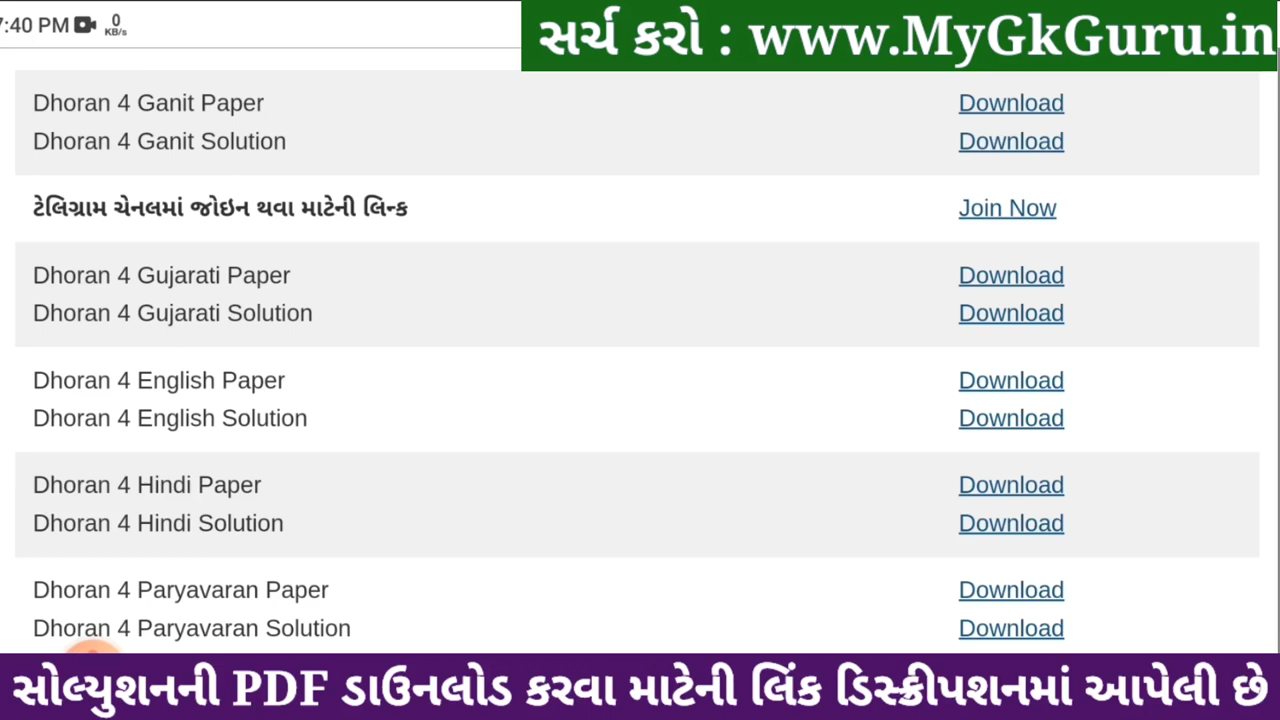 7:40 PM 0 KB/s
સર્ચ કરો : www.MyGkGuru.in
Dhoran 4 Ganit Paper Download
Dhoran 4 Ganit Solution Download
ટેલિગ્રામ ચેનલમાં જોઇન થવા માટેની લિન્ક Join Now
Dhoran 4 Gujarati Paper Download
Dhoran 4 Gujarati Solution Download
Dhoran 4 English Paper Download
Dhoran 4 English Solution Download
Dhoran 4 Hindi Paper Download
Dhoran 4 Hindi Solution Download
Dhoran 4 Paryavaran Paper Download
Dhoran 4 Paryavaran Solution Download
સોલ્યુશનની PDF ડાઉનલોડ કરવા માટેની લિંક ડિસ્ક્રીપશનમાં આપેલી છે